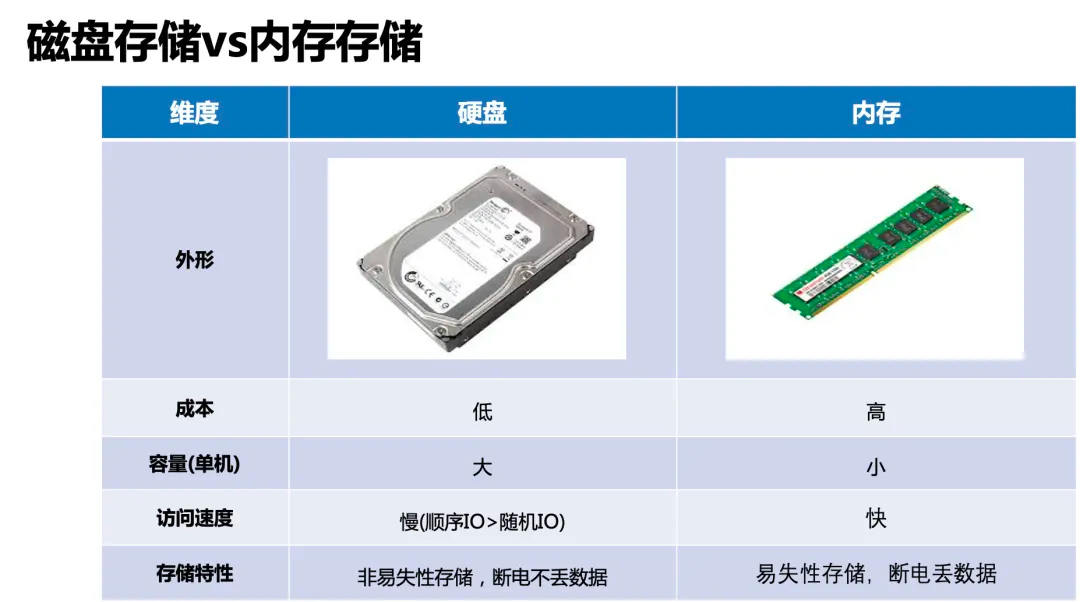 磁盘存储vs内存存储
维度 硬盘 内存
外形
成本 低 高
容量(单机) 大 小
访问速度 慢(顺序IO>随机IO) 快
存储特性 非易失性存储，断电不丢数据 易失性存储，断电丢数据